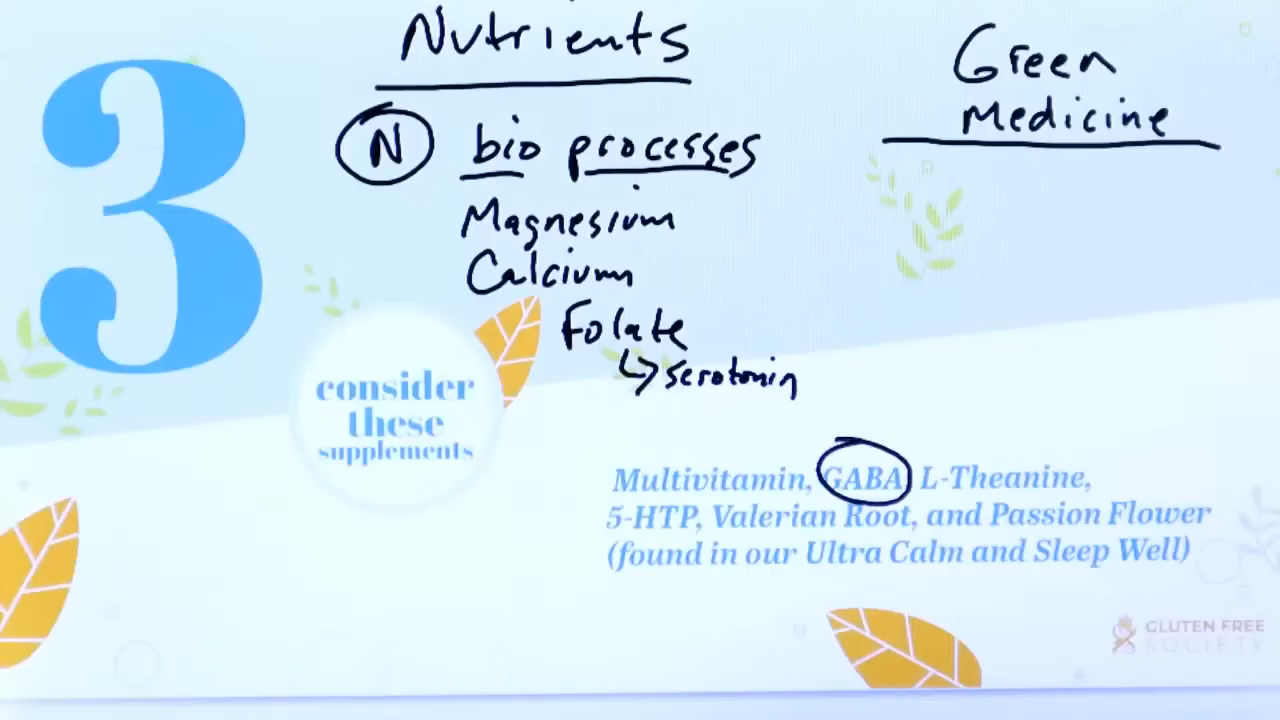 Nutrients
Green
Medicine
3
N bio processes
Magnesium
Calcium
Folate
↳ serotonin
consider
these
supplements
Multivitamin, GABA, L-Theanine,
5-HTP, Valerian Root, and Passion Flower
(found in our Ultra Calm and Sleep Well)
GLUTEN FREE
SOCIETY